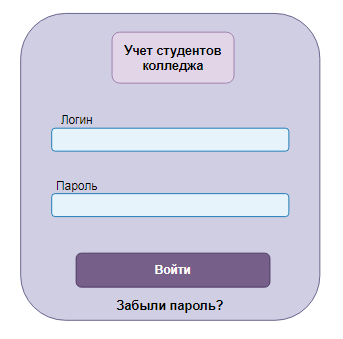 Учет студентов
колледжа
Логин
Пароль
Войти
Забыли пароль?